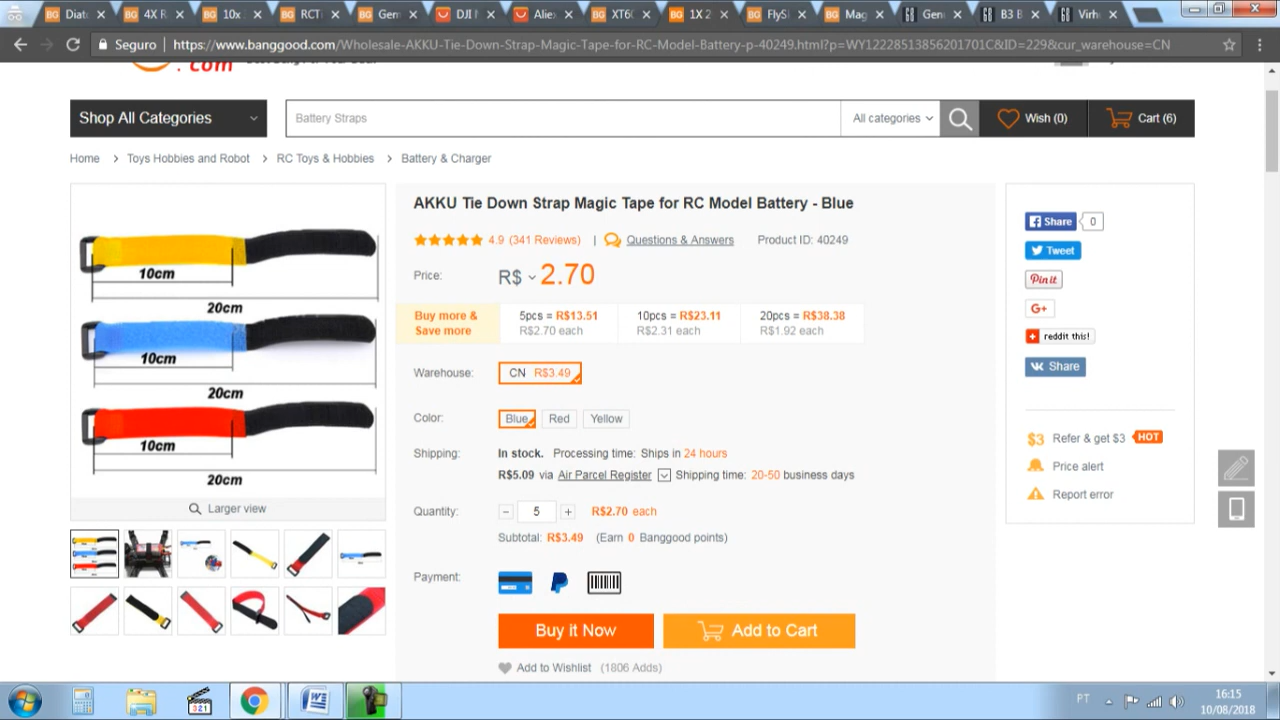 Diat
4X R
10x
RCT
Gem
DJI
Aliex
XT60
1X 2
FlyS
Mag
Gen
B3 B
Virh
Seguro | https://www.banggood.com/Wholesale-AKKU-Tie-Down-Strap-Magic-Tape-for-RC-Model-Battery-p-40249.html?p=WY12228513856201701C&ID=229&cur_warehouse=CN
.com
Shop All Categories
Battery Straps
All categories
Wish (0)
Cart (6)
Home > Toys Hobbies and Robot > RC Toys & Hobbies > Battery & Charger
10cm
20cm
10cm
20cm
10cm
20cm
Larger view
AKKU Tie Down Strap Magic Tape for RC Model Battery - Blue
4.9 (341 Reviews) | Questions & Answers Product ID: 40249
Price: R$ 2.70
Buy more & Save more
5pcs = R$13.51
R$2.70 each
10pcs = R$23.11
R$2.31 each
20pcs = R$38.38
R$1.92 each
Warehouse: CN R$3.49
Color: Blue Red Yellow
Shipping: In stock. Processing time: Ships in 24 hours
R$5.09 via Air Parcel Register Shipping time: 20-50 business days
Quantity: - 5 + R$2.70 each
Subtotal: R$3.49 (Earn 0 Banggood points)
Payment:
Buy it Now
Add to Cart
Add to Wishlist (1806 Adds)
Share 0
Tweet
Pin it
G+
reddit this!
Share
$3 Refer & get $3 HOT
Price alert
Report error
321
PT
16:15
10/08/2018